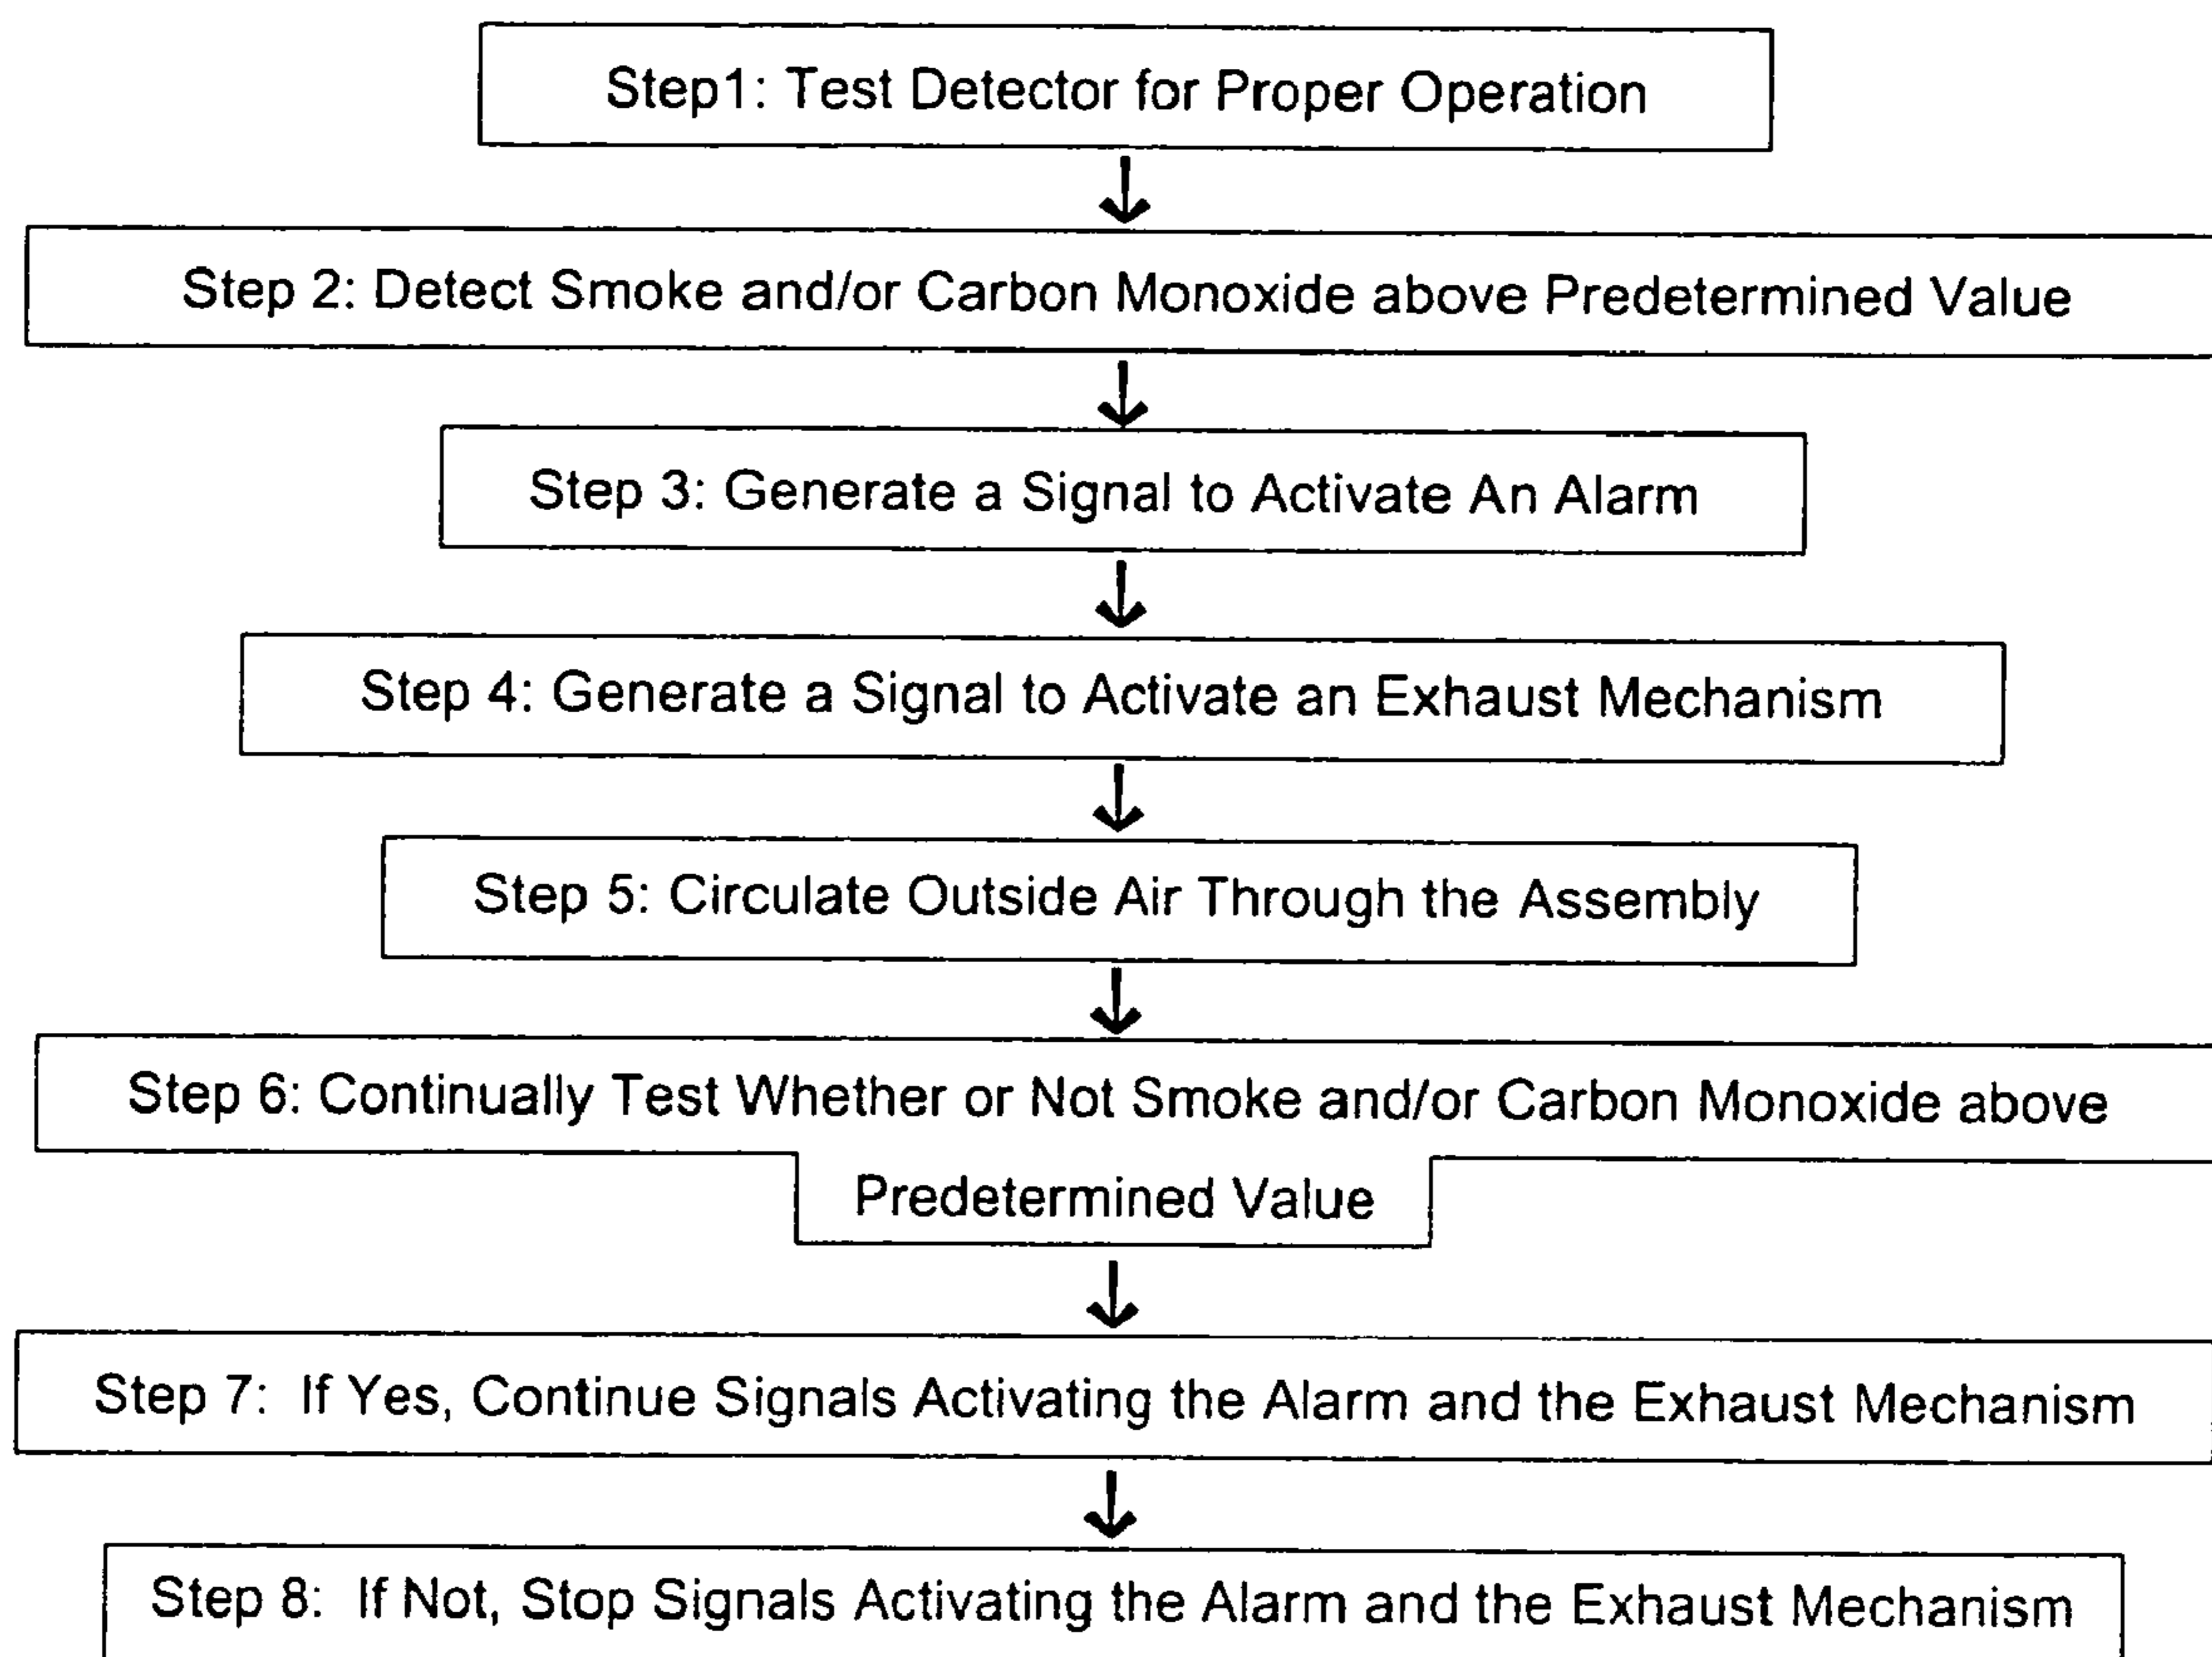 Step1: Test Detector for Proper Operation
Step 2: Detect Smoke and/or Carbon Monoxide above Predetermined Value
Step 3: Generate a Signal to Activate An Alarm
Step 4: Generate a Signal to Activate an Exhaust Mechanism
Step 5: Circulate Outside Air Through the Assembly
Step 6: Continually Test Whether or Not Smoke and/or Carbon Monoxide above
Predetermined Value
Step 7: If Yes, Continue Signals Activating the Alarm and the Exhaust Mechanism
Step 8: If Not, Stop Signals Activating the Alarm and the Exhaust Mechanism